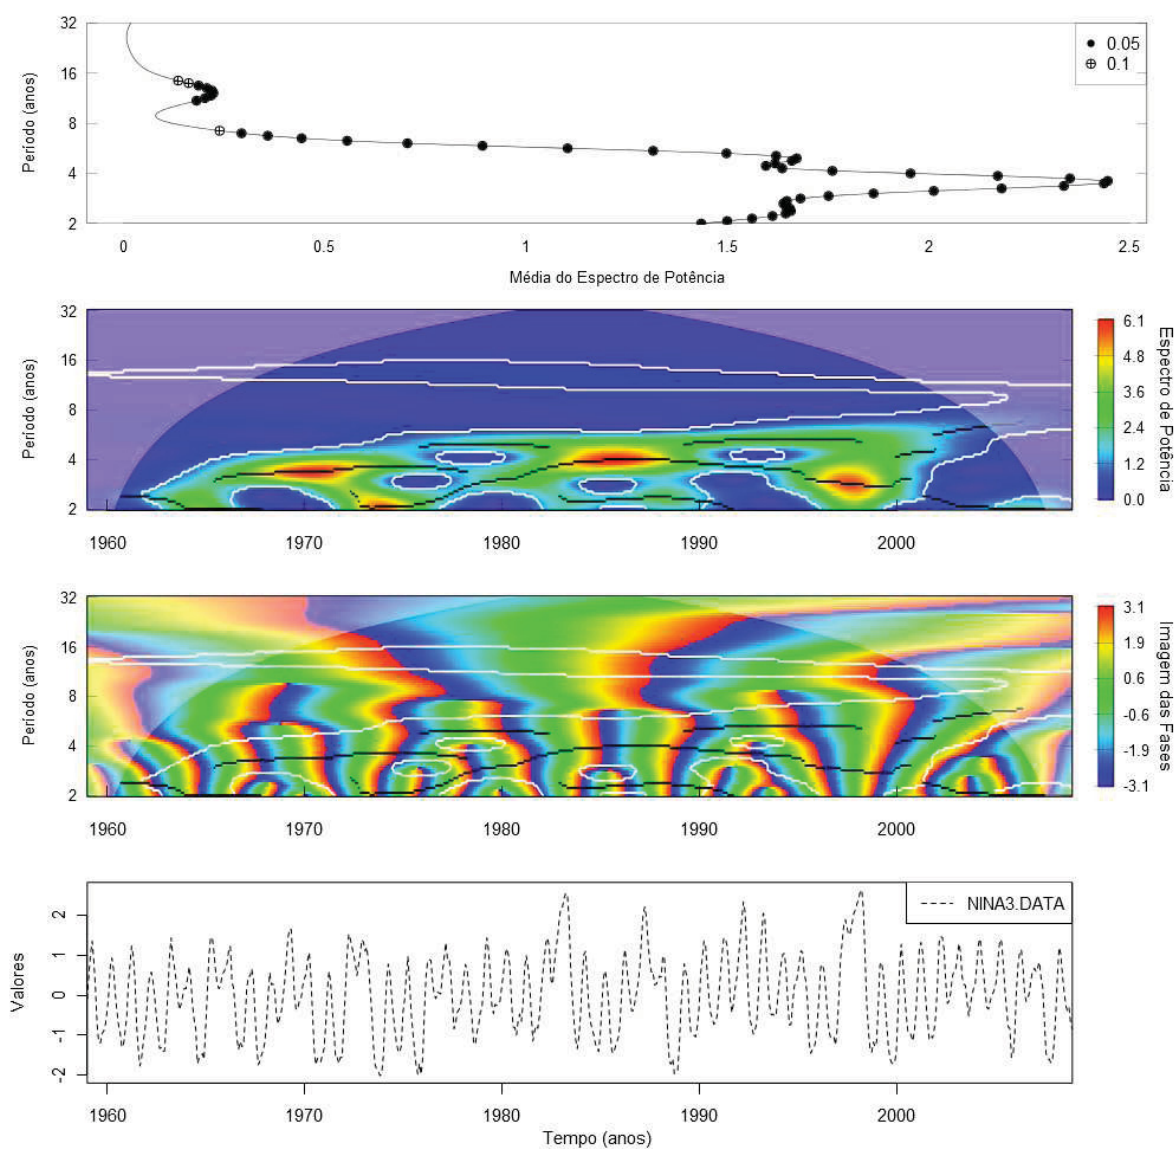 32
16
8
4
2
Período (anos)
0.05
0.1
0 0.5 1 1.5 2 2.5
Média do Espectro de Potência
32
16
8
4
2
Período (anos)
6.1
4.8
3.6
2.4
1.2
0.0
Espectro de Potência
1960 1970 1980 1990 2000
32
16
8
4
2
Período (anos)
3.1
1.9
0.6
-0.6
-1.9
-3.1
Imagem das Fases
1960 1970 1980 1990 2000
2
1
0
-1
-2
Valores
NINA3.DATA
1960 1970 1980 1990 2000
Tempo (anos)